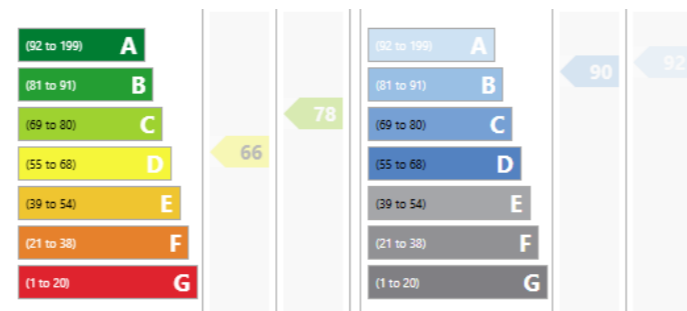 (92 to 199) A
(81 to 91) B
(69 to 80) C
(55 to 68) D
(39 to 54) E
(21 to 38) F
(1 to 20) G
66
78
(92 to 199) A
(81 to 91) B
(69 to 80) C
(55 to 68) D
(39 to 54) E
(21 to 38) F
(1 to 20) G
90
92